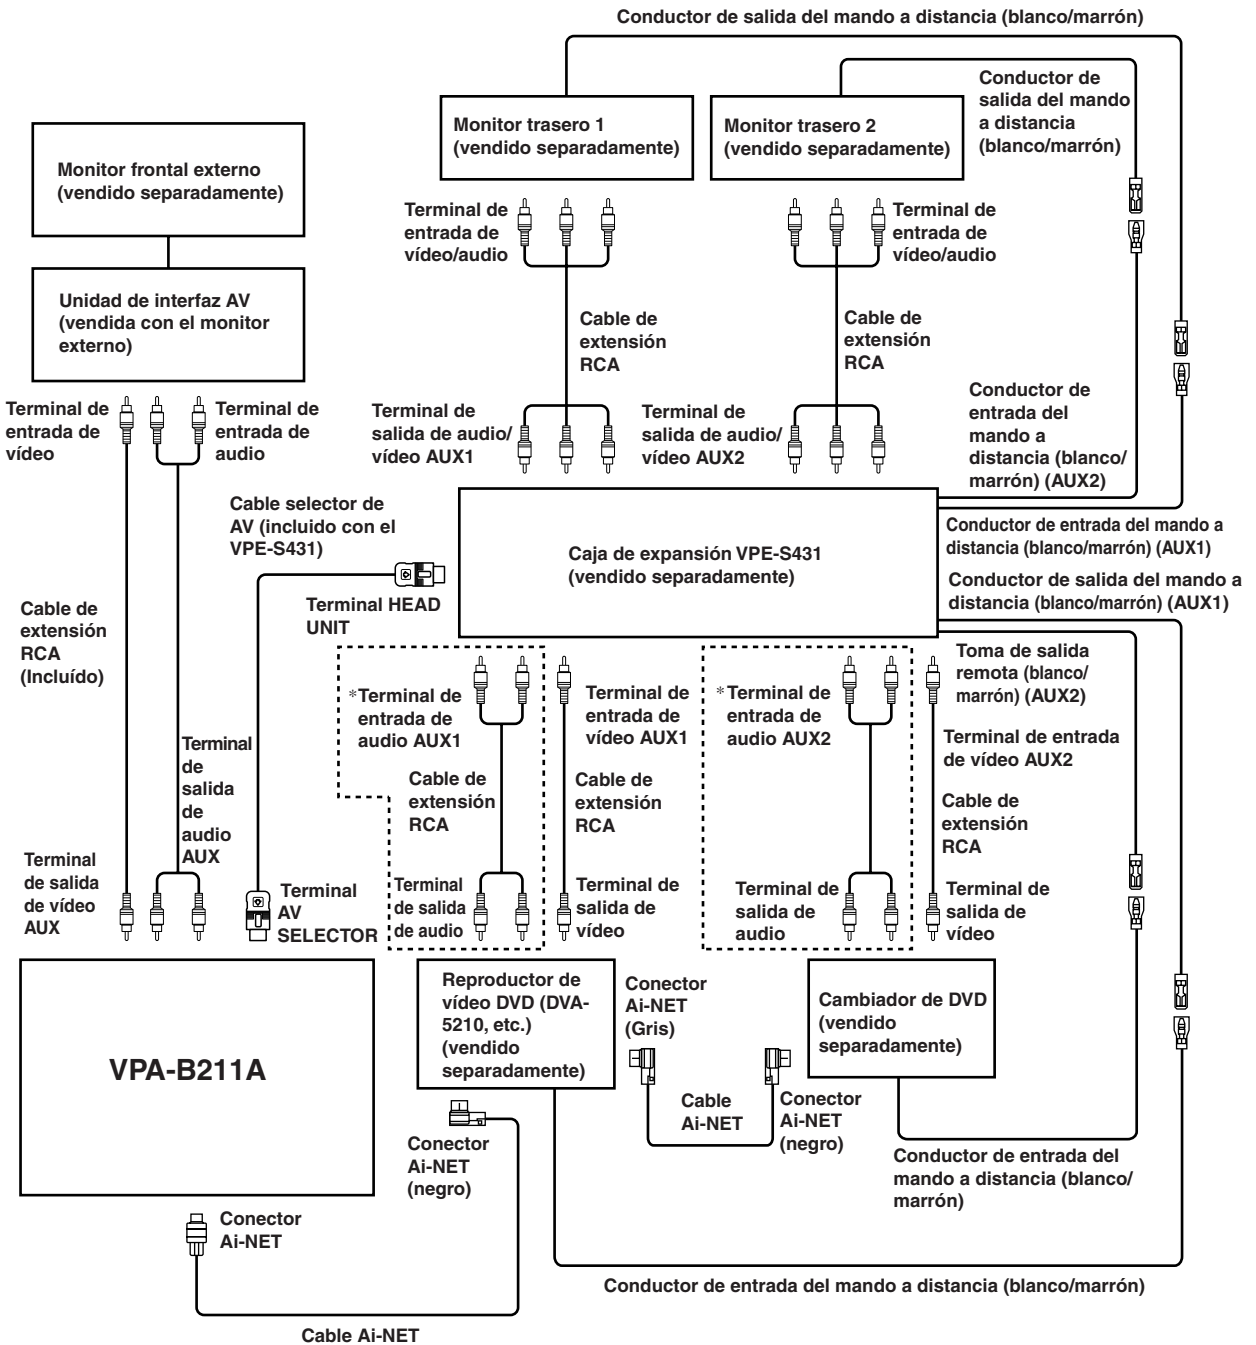 Conductor de salida del mando a distancia (blanco/marrón)
Conductor de
salida del mando
a distancia
(blanco/marrón)
Monitor trasero 1
(vendido separadamente)
Monitor trasero 2
(vendido separadamente)
Monitor frontal externo
(vendido separadamente)
Terminal de
entrada de
vídeo/audio
Terminal de
entrada de
vídeo/audio
Unidad de interfaz AV
(vendida con el monitor
externo)
Cable de
extensión
RCA
Cable de
extensión
RCA
Terminal de
entrada de
vídeo
Terminal de
entrada de
audio
Terminal de
salida de audio/
vídeo AUX1
Terminal de
salida de audio/
vídeo AUX2
Conductor de
entrada del
mando a
distancia (blanco/
marrón) (AUX2)
Cable selector de
AV (incluido con el
VPE-S431)
Caja de expansión VPE-S431
(vendido separadamente)
Conductor de entrada del mando a
distancia (blanco/marrón) (AUX1)
Conductor de salida del mando a
distancia (blanco/marrón) (AUX1)
Terminal HEAD
UNIT
Cable de
extensión
RCA
(Incluído)
*Terminal de
entrada de
audio AUX1
Terminal de
entrada de
vídeo AUX1
*Terminal de
entrada de
audio AUX2
Toma de salida
remota (blanco/
marrón) (AUX2)
Terminal de entrada
de vídeo AUX2
Terminal
de
salida
de
audio
AUX
Cable de
extensión
RCA
Cable de
extensión
RCA
Cable de
extensión
RCA
Terminal
de salida
de vídeo
AUX
Terminal
AV
SELECTOR
Terminal
de salida
de audio
Terminal de
salida de
vídeo
Terminal de
salida de
audio
Terminal de
salida de
vídeo
VPA-B211A
Reproductor de
vídeo DVD (DVA-
5210, etc.)
(vendido
separadamente)
Conector
Ai-NET
(Gris)
Cambiador de DVD
(vendido
separadamente)
Cable
Ai-NET
Conector
Ai-NET
(negro)
Conector
Ai-NET
(negro)
Conductor de entrada del
mando a distancia (blanco/
marrón)
Conector
Ai-NET
Conductor de entrada del mando a distancia (blanco/marrón)
Cable Ai-NET